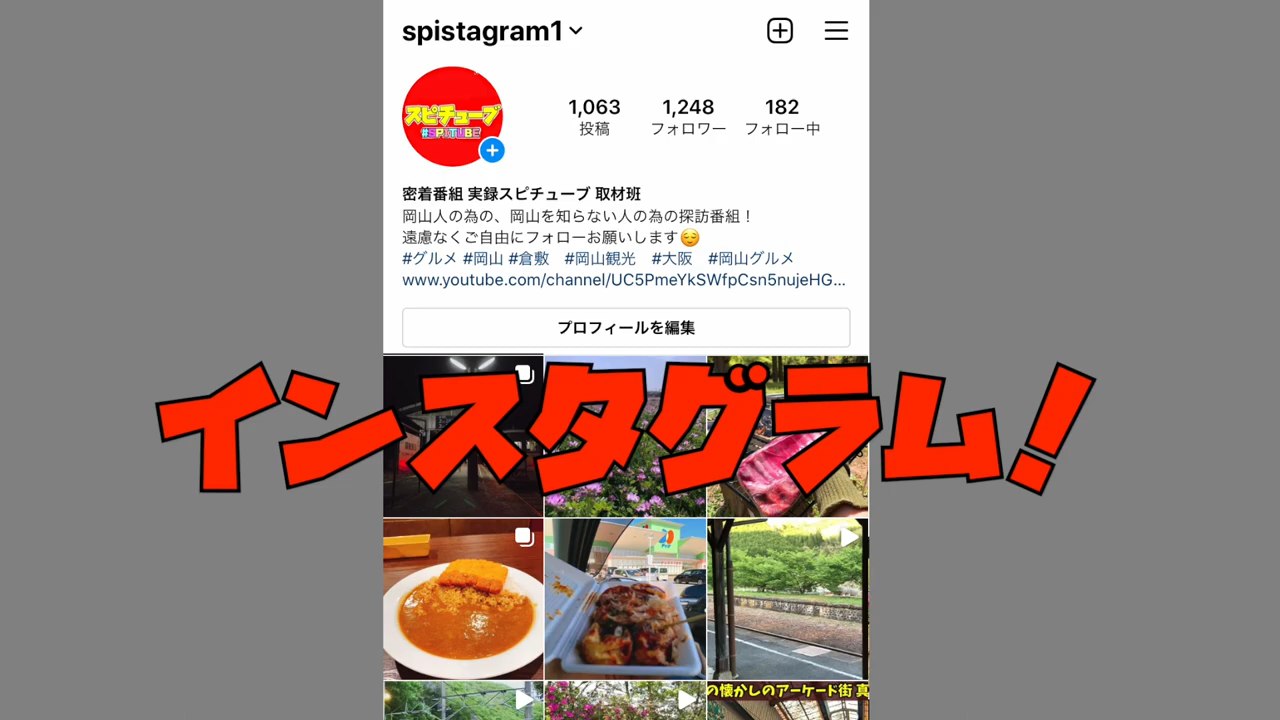 spistagram1
スピチューブ
#SPITUBE
1,063 1,248 182
投稿 フォロワー フォロー中
密着番組 実録スピチューブ 取材班
岡山人の為の、岡山を知らない人の為の探訪番組！
遠慮なくご自由にフォローお願いします😌
#グルメ #岡山 #倉敷　#岡山観光　#大阪　#岡山グルメ
www.youtube.com/channel/UC5PmeYkSWfpCsn5nujeHG...
プロフィールを編集
インスタグラム！
の懐かしのアーケード街 真